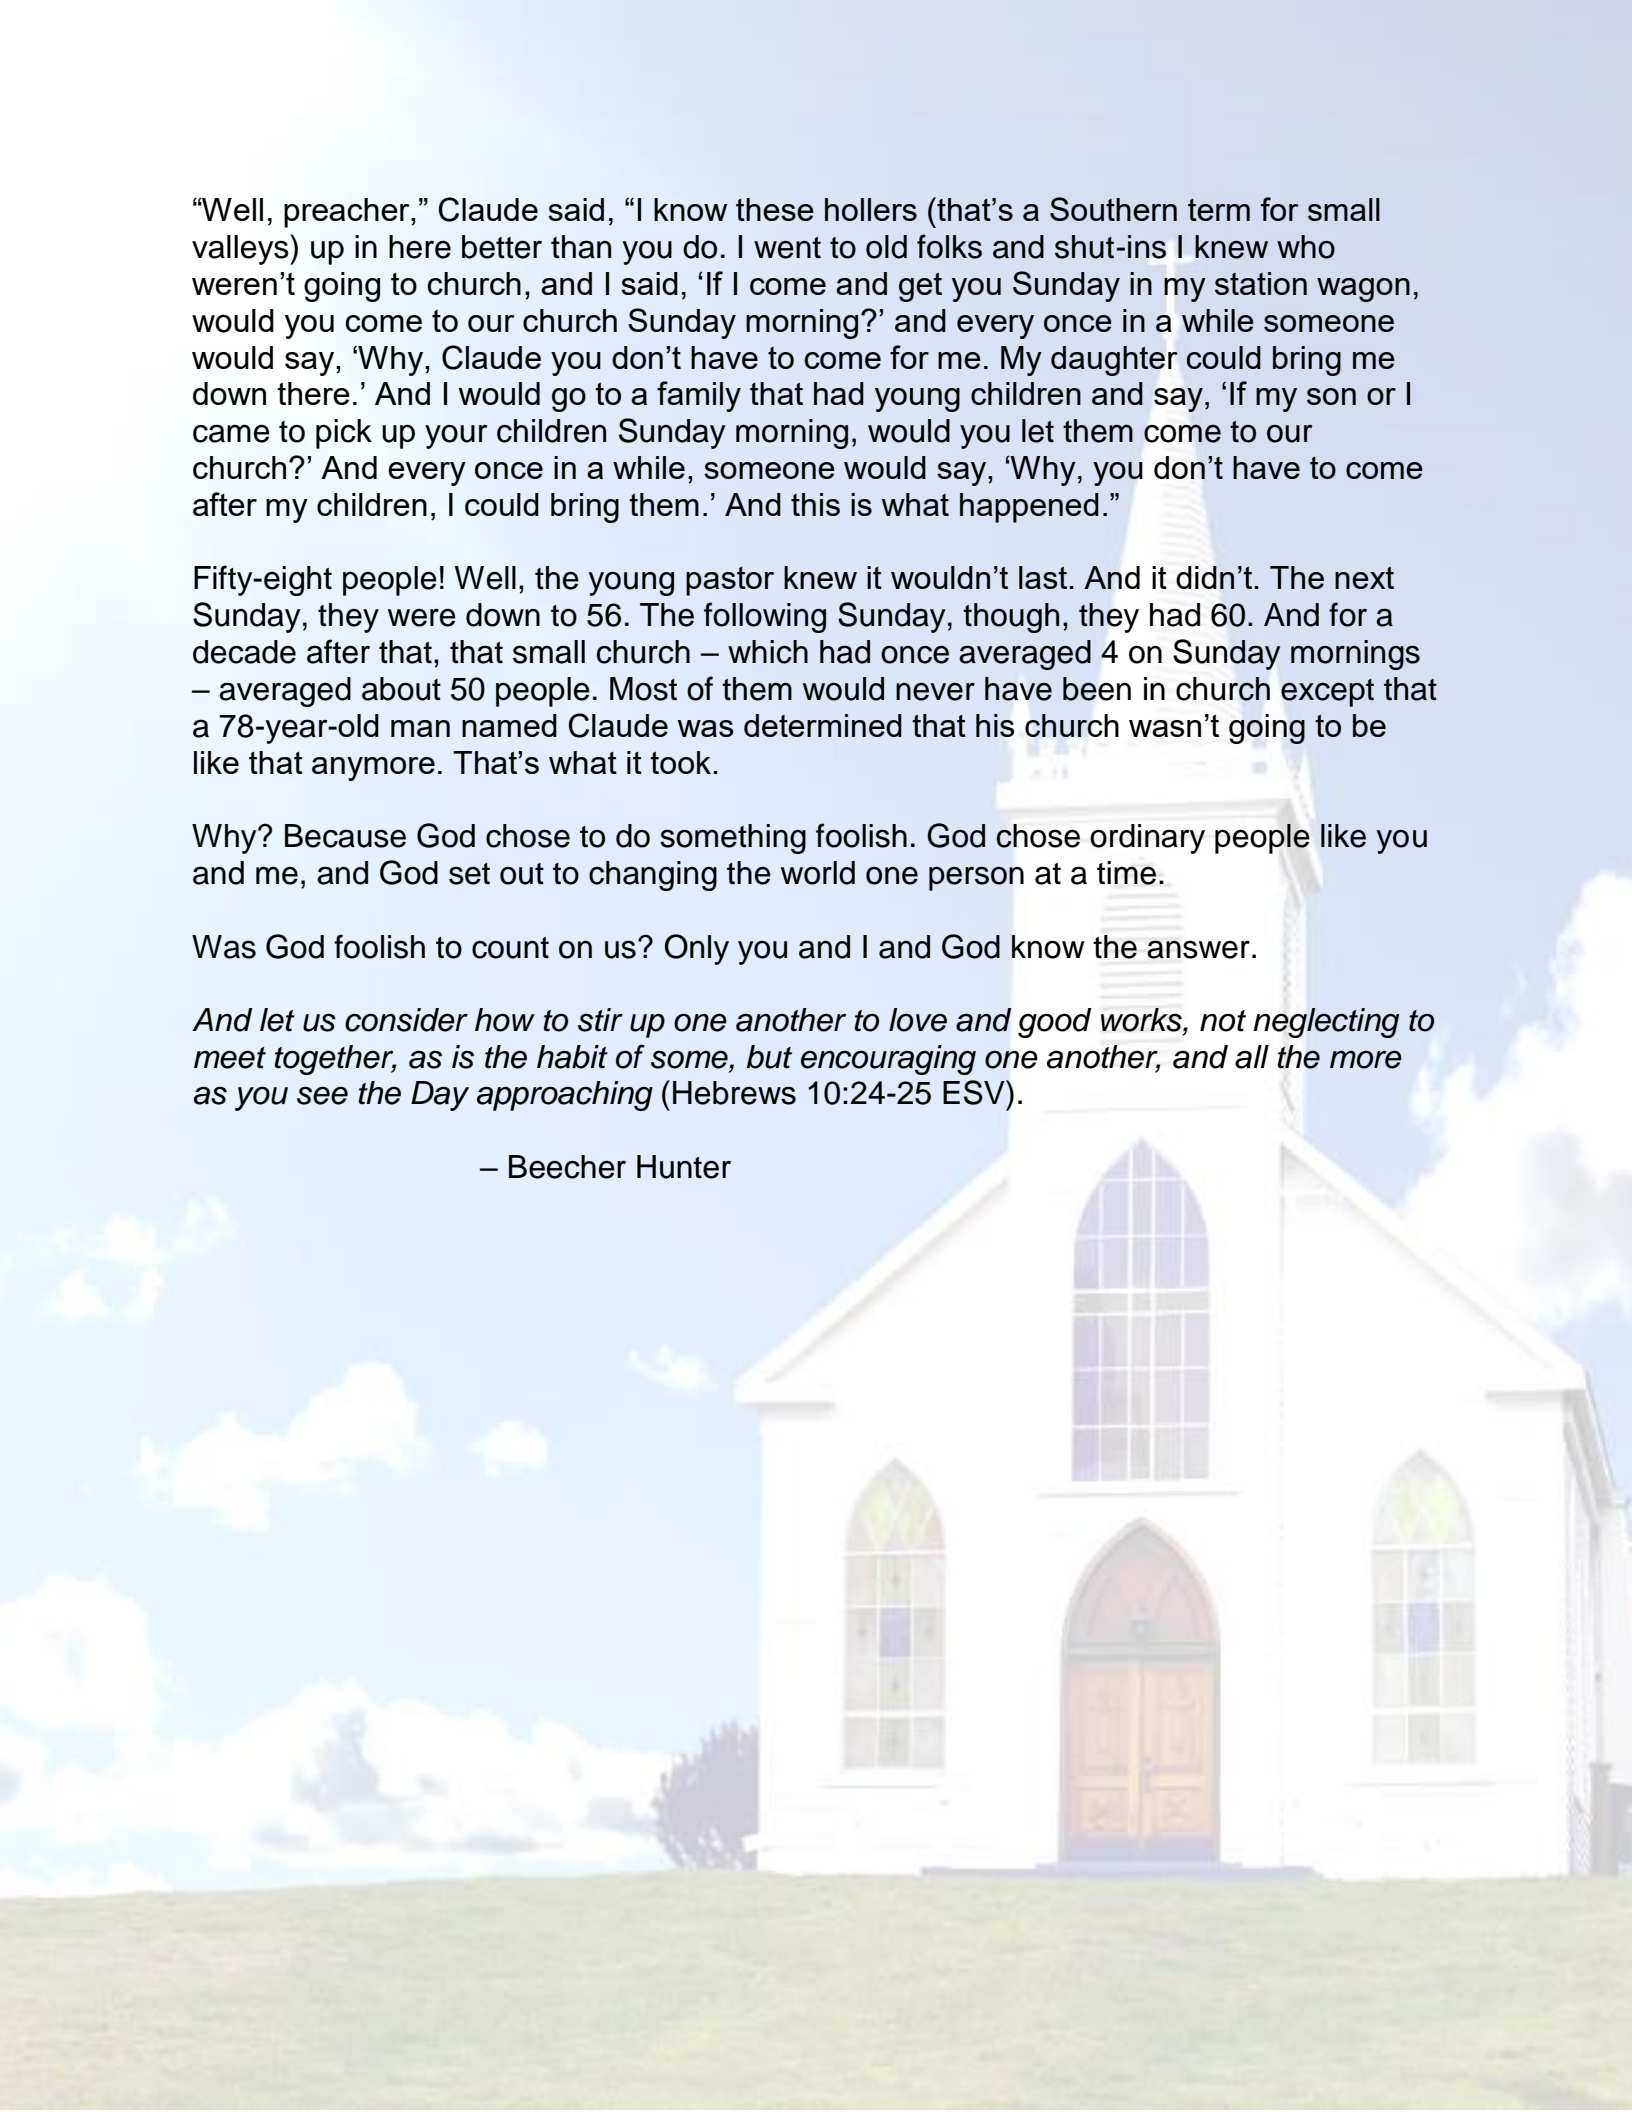 “Well, preacher,” Claude said, “I know these hollers (that’s a Southern term for small
valleys) up in here better than you do. I went to old folks and shut-ins I knew who
weren’t going to church, and I said, ‘If I come and get you Sunday in my station wagon,
would you come to our church Sunday morning?’ and every once in a while someone
would say, ‘Why, Claude you don’t have to come for me. My daughter could bring me
down there.’ And I would go to a family that had young children and say, ‘If my son or I
came to pick up your children Sunday morning, would you let them come to our
church?’ And every once in a while, someone would say, ‘Why, you don’t have to come
after my children, I could bring them.’ And this is what happened.”
Fifty-eight people! Well, the young pastor knew it wouldn’t last. And it didn’t. The next
Sunday, they were down to 56. The following Sunday, though, they had 60. And for a
decade after that, that small church – which had once averaged 4 on Sunday mornings
– averaged about 50 people. Most of them would never have been in church except that
a 78-year-old man named Claude was determined that his church wasn’t going to be
like that anymore. That’s what it took.
Why? Because God chose to do something foolish. God chose ordinary people like you
and me, and God set out to changing the world one person at a time.
Was God foolish to count on us? Only you and I and God know the answer.
And let us consider how to stir up one another to love and good works, not neglecting to
meet together, as is the habit of some, but encouraging one another, and all the more
as you see the Day approaching (Hebrews 10:24-25 ESV).
– Beecher Hunter